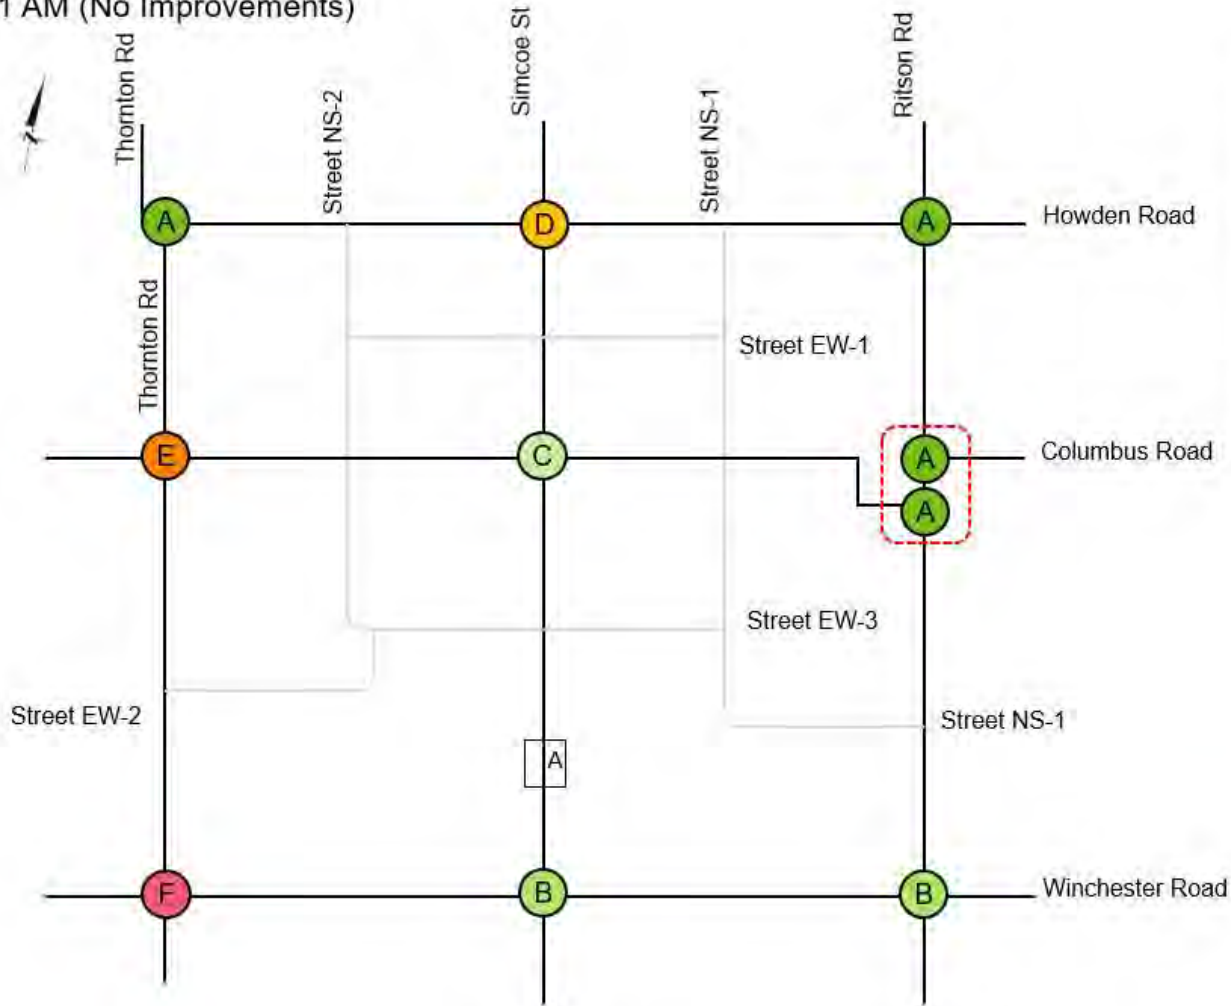 1 AM (No Improvements)
Thornton Rd
Street NS-2
Simcoe St
Street NS-1
Ritson Rd
A
D
A
Howden Road
Thornton Rd
Street EW-1
E
C
A
Columbus Road
A
Street EW-3
Street EW-2
Street NS-1
A
F
B
B
Winchester Road